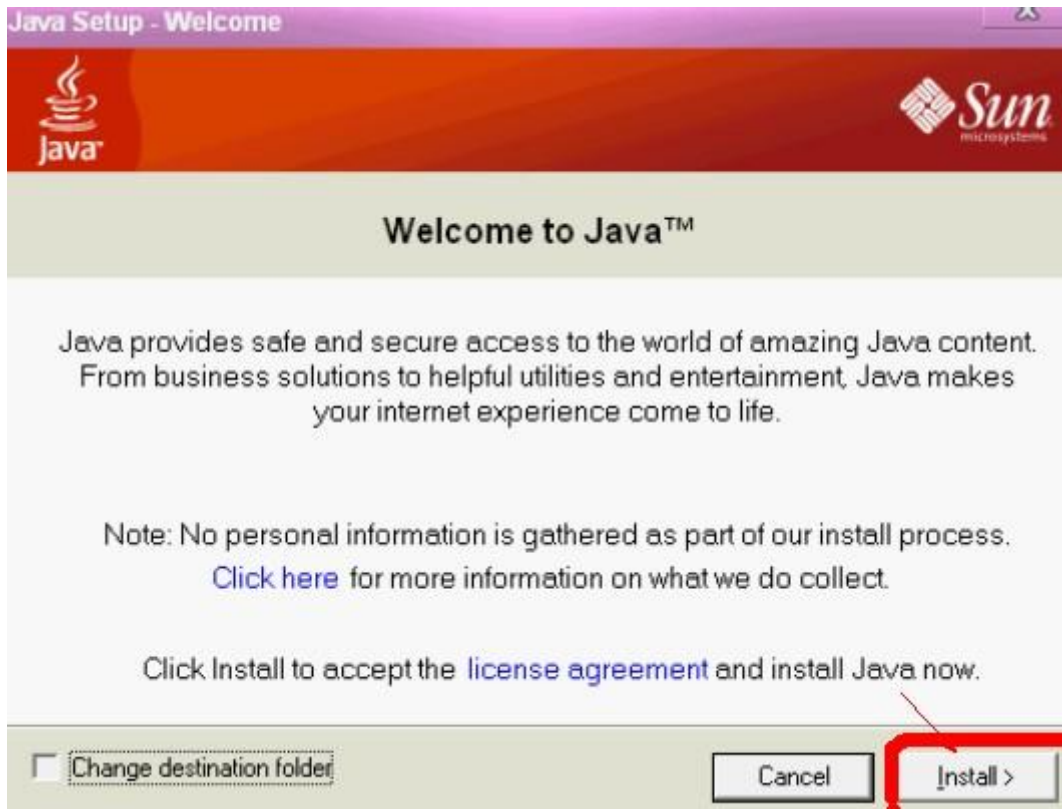 Java Setup - Welcome
Java™
Sun
microsystems
Welcome to Java™
Java provides safe and secure access to the world of amazing Java content.
From business solutions to helpful utilities and entertainment, Java makes
your internet experience come to life.
Note: No personal information is gathered as part of our install process.
Click here for more information on what we do collect.
Click Install to accept the license agreement and install Java now.
Change destination folder
Cancel
Install >